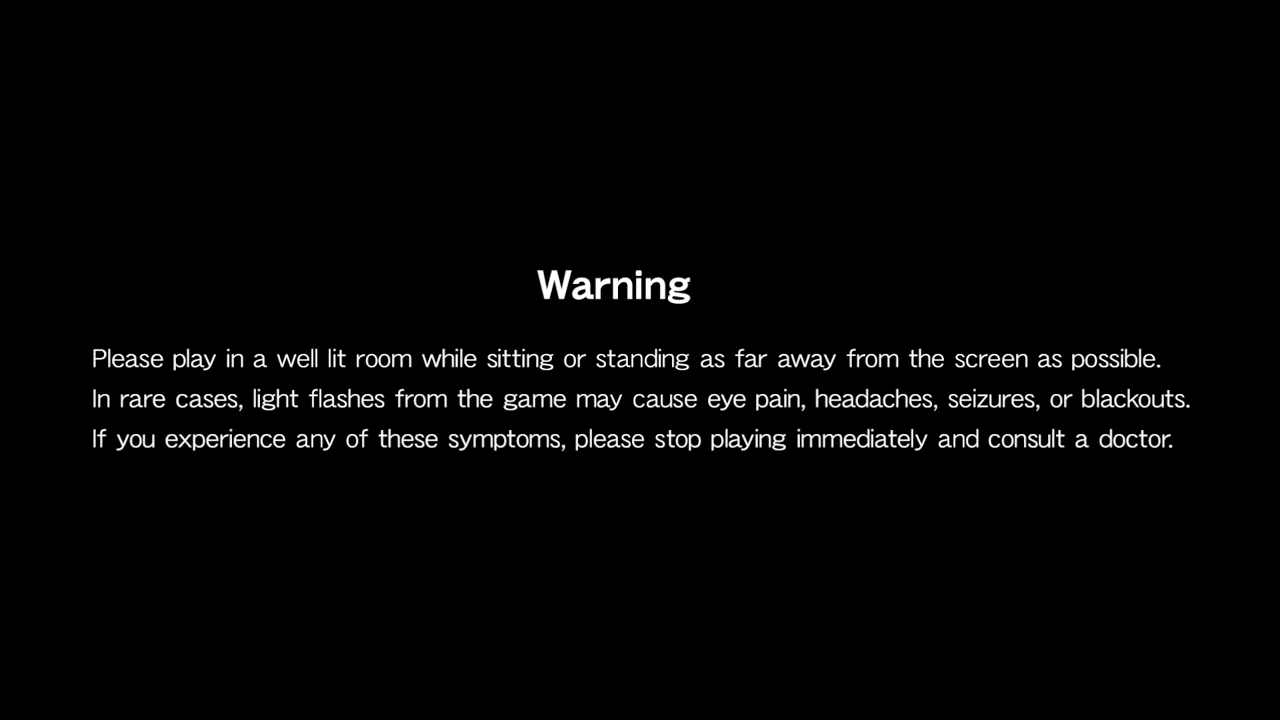 Warning
Please play in a well lit room while sitting or standing as far away from the screen as possible.
In rare cases, light flashes from the game may cause eye pain, headaches, seizures, or blackouts.
If you experience any of these symptoms, please stop playing immediately and consult a doctor.